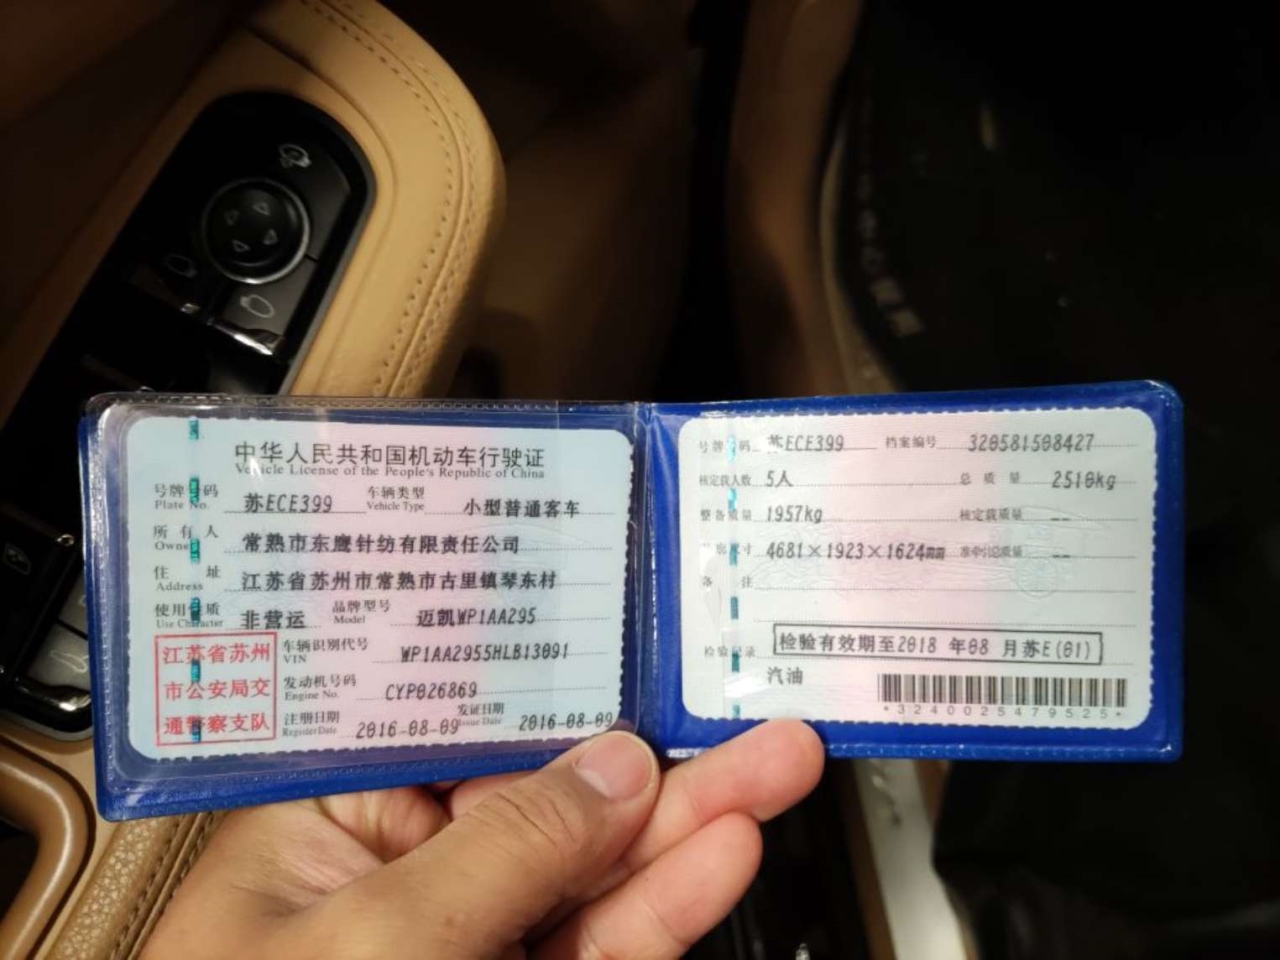 中华人民共和国机动车行驶证
Vehicle License of the People's Republic of China
号牌号码 苏ECE399 车辆类型 小型普通客车
Plate No. Vehicle Type
所有人 常熟市东鹰针纺有限责任公司
Owner
住址 江苏省苏州市常熟市古里镇琴东村
Address
使用性质 非营运 品牌型号 迈凯WP1AA295
Use Character Model
江苏省苏州
市公安局交
通警察支队
车辆识别代号 WP1AA2955HLB13091
VIN
发动机号码 CYP026869
Engine No.
注册日期 2016-08-09 发证日期 2016-08-09
Register Date Issue Date
号牌号码 苏ECE399 档案编号 320581508427
核定载人数 5人 总质量 2510kg
整备质量 1957kg 核定载质量 --
外廓尺寸 4681×1923×1624mm 准牵引总质量 --
备注
检验记录 检验有效期至2018年08月苏E(01)
汽油
*3240025479525*